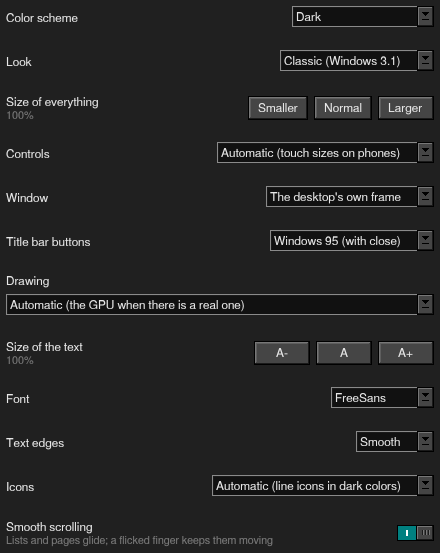 Color scheme
Dark
Look
Classic (Windows 3.1)
Size of everything
100%
Smaller
Normal
Larger
Controls
Automatic (touch sizes on phones)
Window
The desktop's own frame
Title bar buttons
Windows 95 (with close)
Drawing
Automatic (the GPU when there is a real one)
Size of the text
100%
A-
A
A+
Font
FreeSans
Text edges
Smooth
Icons
Automatic (line icons in dark colors)
Smooth scrolling
Lists and pages glide; a flicked finger keeps them moving